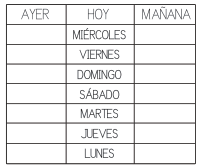 AYER HOY MAÑANA
MIÉRCOLES
VIERNES
DOMINGO
SÁBADO
MARTES
JUEVES
LUNES